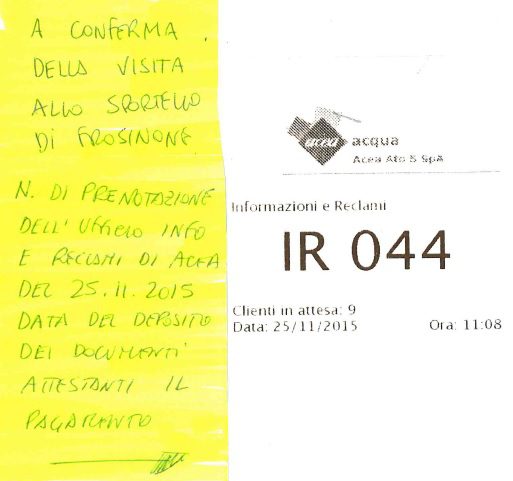 A CONFERMA
DELLA VISITA
ALLO SPORTELLO
DI FROSINONE
N. DI PRENOTAZIONE
DELL'UFFICIO INFO
E RECLAMI DI ACEA
DEL 25.11.2015
DATA DEL DEPOSITO
DEI DOCUMENTI
ATTESTANTI IL
PAGAMENTO
acea acqua
Acea Ato 5 SpA
Informazioni e Reclami
IR 044
Clienti in attesa: 9
Data: 25/11/2015 Ora: 11:08